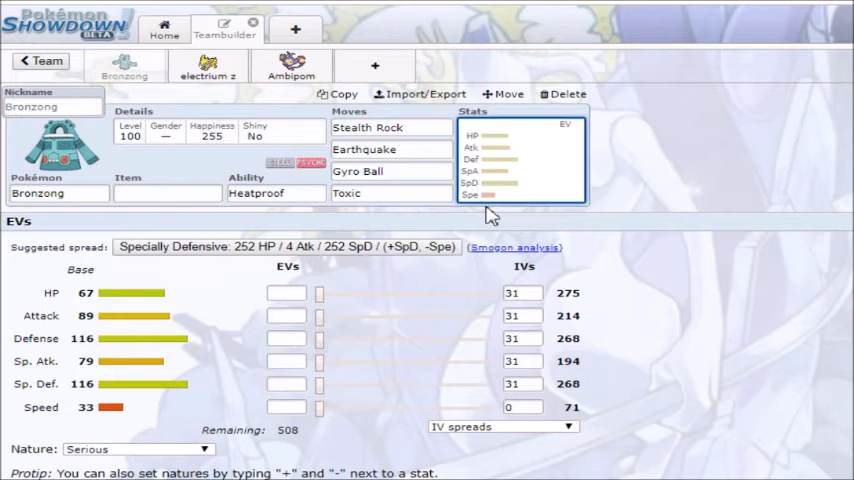 Pokémon
SHOWDOWN!
BETA
Home
Teambuilder
+
< Team
Bronzong
electrium z
Ambipom
+
Copy
Import/Export
Move
Delete
Nickname
Bronzong
Details
Level
100
Gender
—
Happiness
255
Shiny
No
STEEL
PSYCHC
Pokémon
Bronzong
Item
Ability
Heatproof
Moves
Stealth Rock
Earthquake
Gyro Ball
Toxic
Stats
EV
HP
Atk
Def
SpA
SpD
Spe
EVs
Suggested spread: Specially Defensive: 252 HP / 4 Atk / 252 SpD / (+SpD, -Spe) (Smogon analysis)
Base EVs IVs
HP 67 31 275
Attack 89 31 214
Defense 116 31 268
Sp. Atk. 79 31 194
Sp. Def. 116 31 268
Speed 33 0 71
Remaining: 508
IV spreads
Nature: Serious
Protip: You can also set natures by typing "+" and "-" next to a stat.